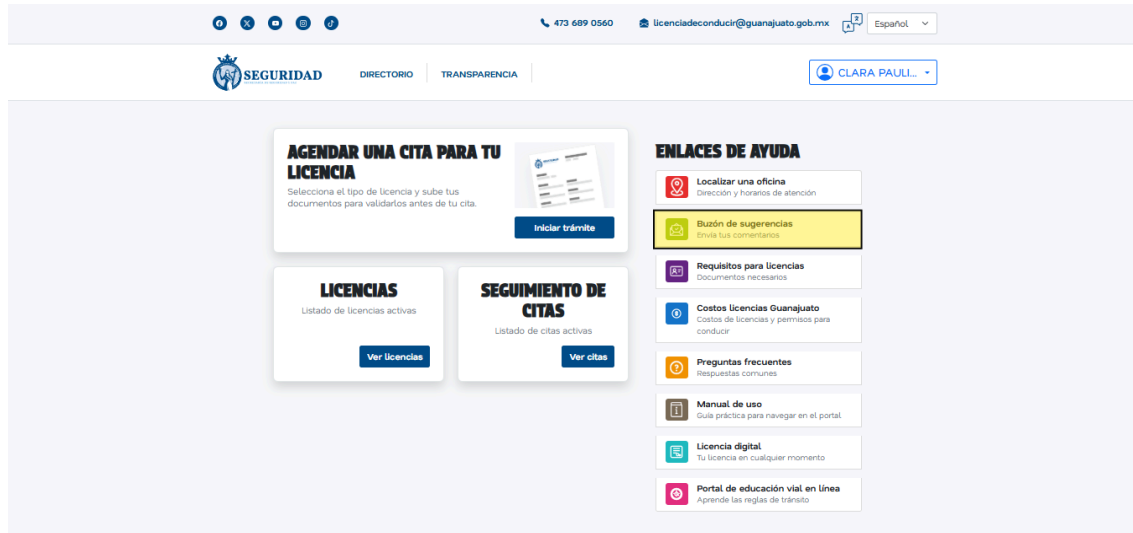 473 689 0560
licenciadeconducir@guanajuato.gob.mx
Español
SEGURIDAD
DIRECTORIO
TRANSPARENCIA
CLARA PAULI...
AGENDAR UNA CITA PARA TU
LICENCIA
Selecciona el tipo de licencia y sube tus
documentos para validarlos antes de tu cita.
Iniciar trámite
LICENCIAS
Listado de licencias activas
Ver licencias
SEGUIMIENTO DE
CITAS
Listado de citas activas
Ver citas
ENLACES DE AYUDA
Localizar una oficina
Dirección y horarios de atención
Buzón de sugerencias
Envía tus comentarios
Requisitos para licencias
Documentos necesarios
Costos licencias Guanajuato
Costos de licencias y permisos para
conducir
Preguntas frecuentes
Respuestas comunes
Manual de uso
Guía práctica para navegar en el portal
Licencia digital
Tu licencia en cualquier momento
Portal de educación vial en línea
Aprende las reglas de tránsito